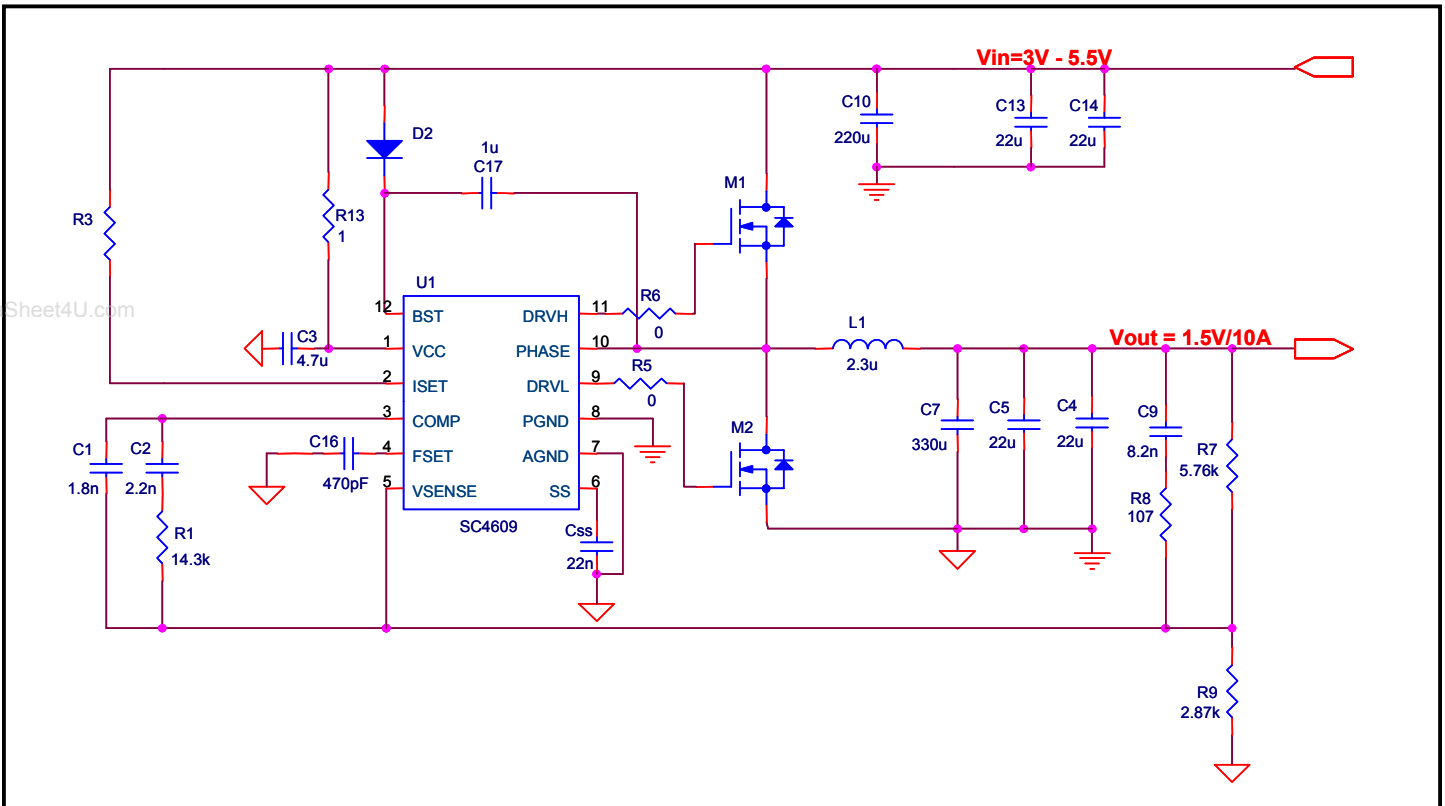 Vin=3V - 5.5V
C10
220u
C13
22u
C14
22u
D2
1u
C17
M1
R3
R13
1
U1
Sheet4U.com
12
BST
DRVH
11
R6
0
C3
4.7u
1
VCC
PHASE
10
L1
2.3u
Vout = 1.5V/10A
2
ISET
DRVL
9
R5
0
3
COMP
PGND
8
C7
330u
C5
22u
C4
22u
C9
8.2n
R7
5.76k
M2
C1
1.8n
C2
2.2n
C16
470pF
4
FSET
AGND
7
5
VSENSE
SS
6
SC4609
R8
107
R1
14.3k
Css
22n
R9
2.87k